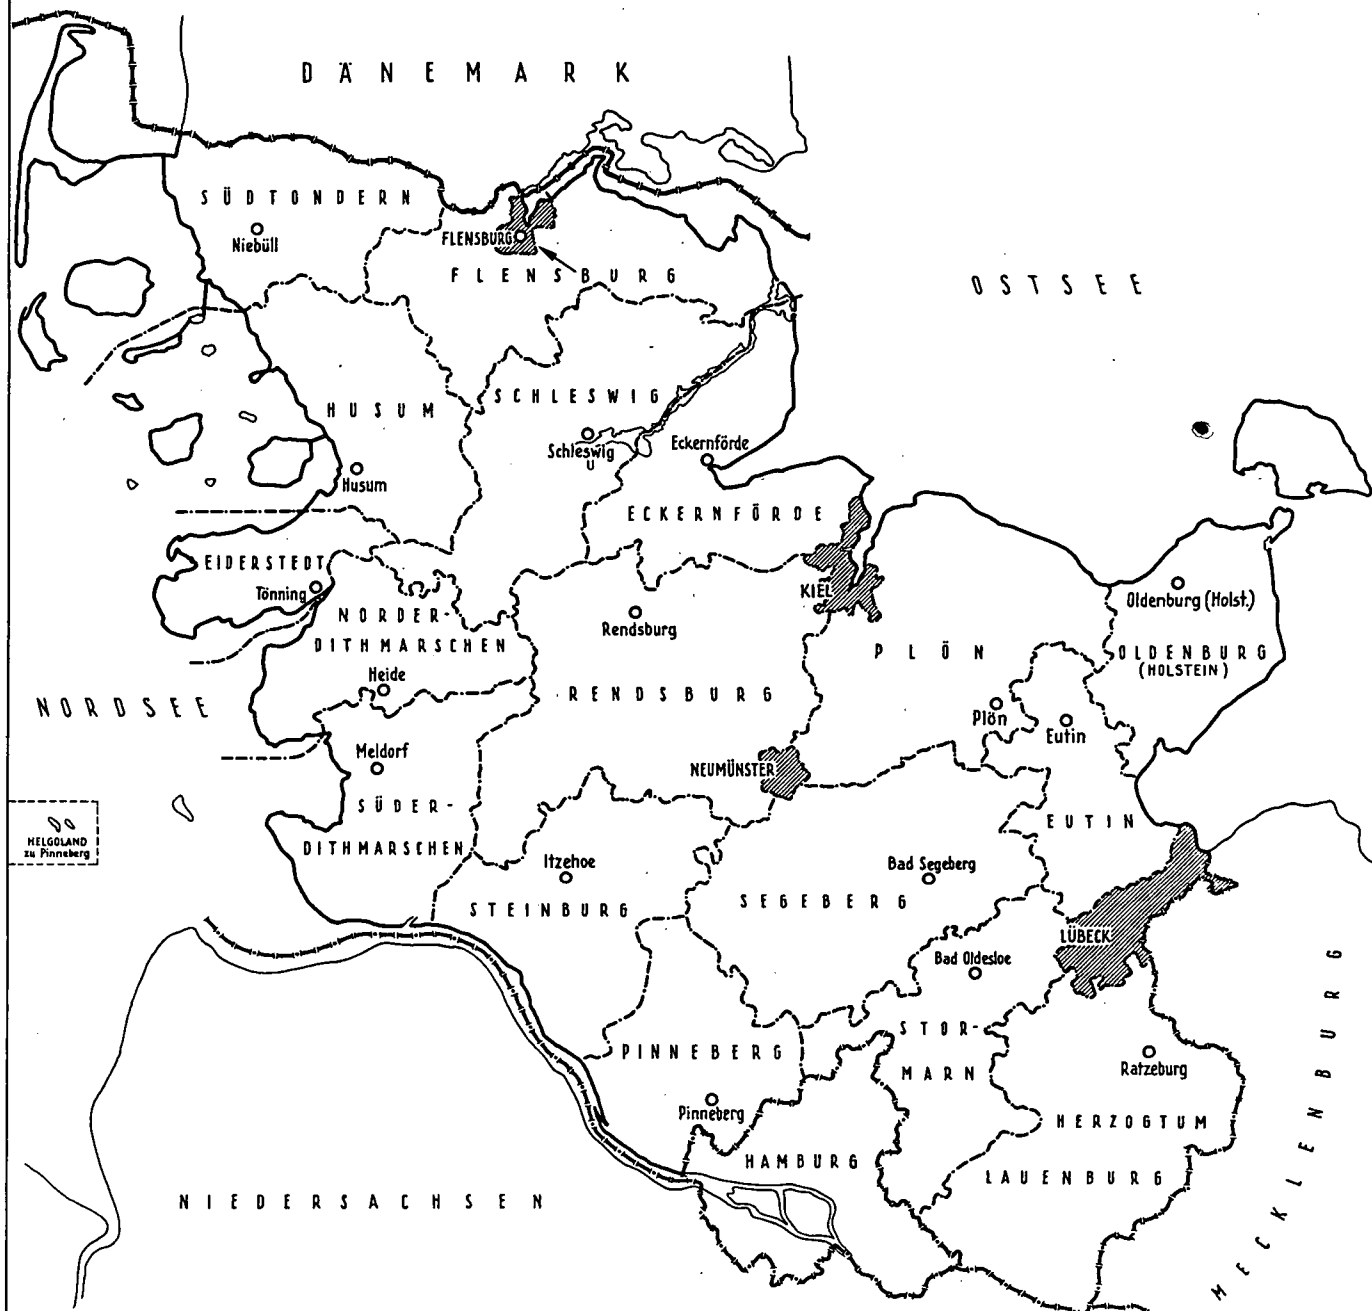 DÄNEMARK
SÜDTONDERN
Niebüll
FLENSBURG
FLENSBURG
OSTSEE
HUSUM
Husum
SCHLESWIG
Schleswig
U
Eckernförde
ECKERNFÖRDE
EIDERSTEDT
Tönning
KIEL
Oldenburg (Holst.)
NORDER-
DITHMARSCHEN
Heide
Rendsburg
RENDSBURG
PLÖN
Plön
Eutin
OLDENBURG
(HOLSTEIN)
NORDSEE
Meldorf
SÜDER-
DITHMARSCHEN
NEUMÜNSTER
HELGOLAND
zu Pinneberg
EUTIN
Itzehoe
STEINBURG
Bad Segeberg
SEGEBERG
LÜBECK
Bad Oldesloe
STOR-
MARN
PINNEBERG
Pinneberg
Ratzeburg
HERZOGTUM
LAUENBURG
HAMBURG
NIEDERSACHSEN
MECKLENBURG